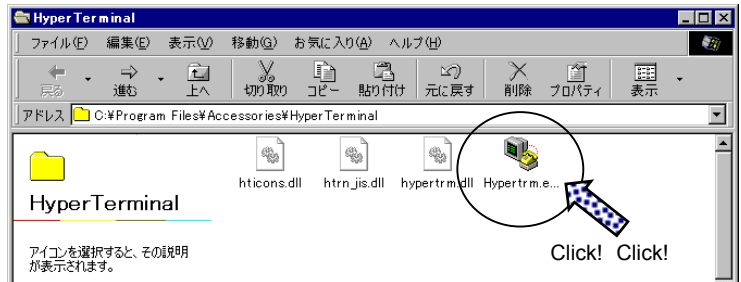 HyperTerminal
ファイル(F) 編集(E) 表示(V) 移動(G) お気に入り(A) ヘルプ(H)
戻る 進む 上へ 切り取り コピー 貼り付け 元に戻す 削除 プロパティ 表示
アドレス C:¥Program Files¥Accessories¥HyperTerminal
hticons.dll htrn_jis.dll hypertrm.dll Hypertrm.e...
HyperTerminal
Click! Click!
アイコンを選択すると、その説明
が表示されます。